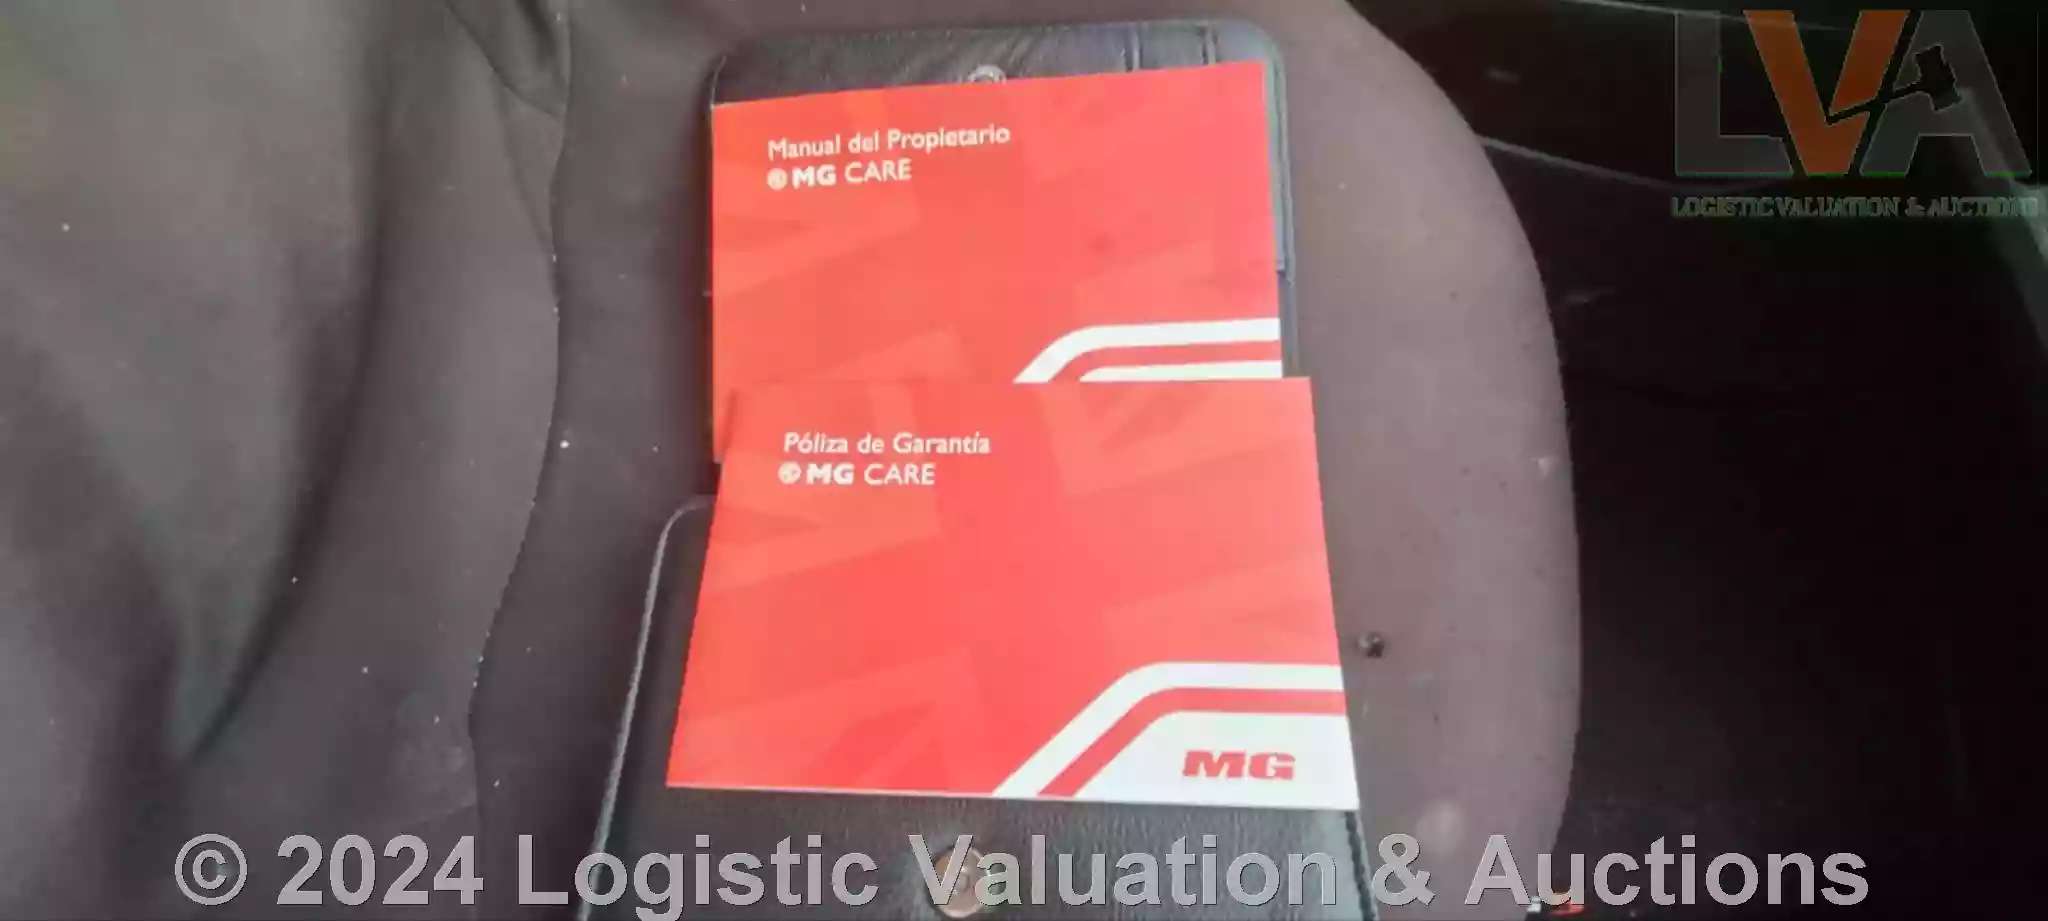 LVA
LOGISTIC VALUATION & AUCTIONS
Manual del Propietario
MG CARE
Póliza de Garantía
MG CARE
MG
© 2024 Logistic Valuation & Auctions